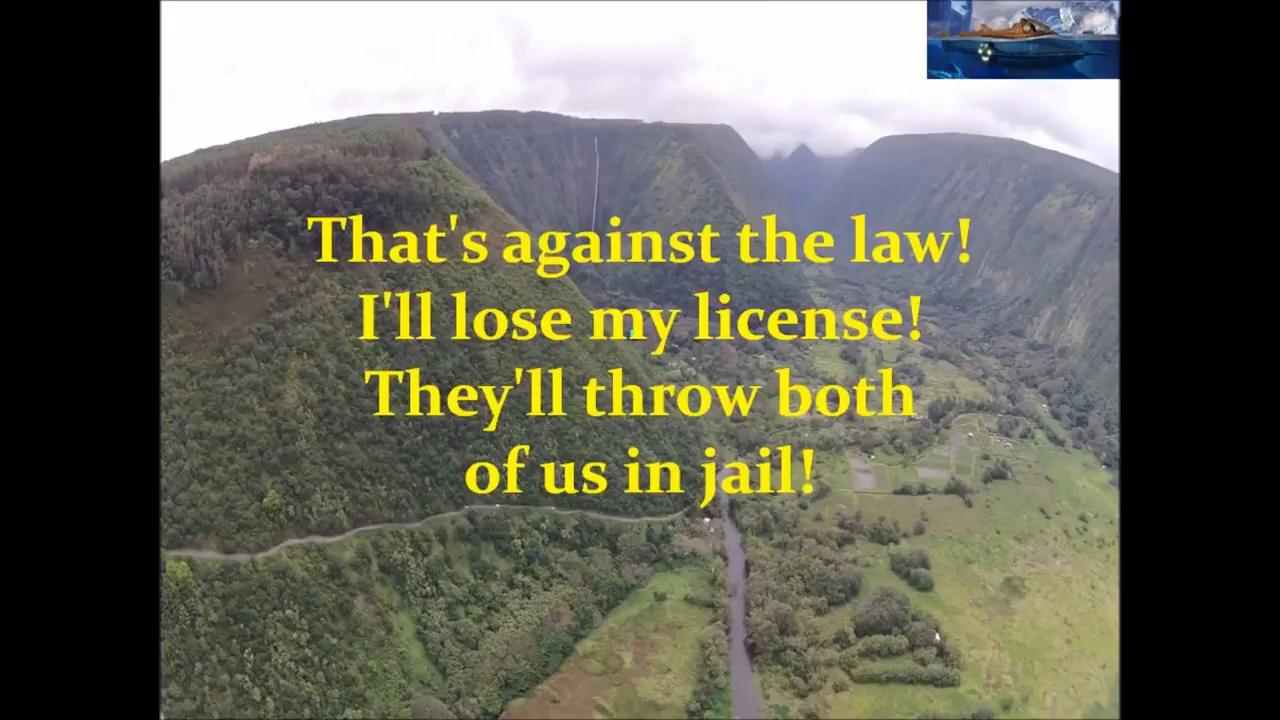 That's against the law!
I'll lose my license!
They'll throw both
of us in jail!